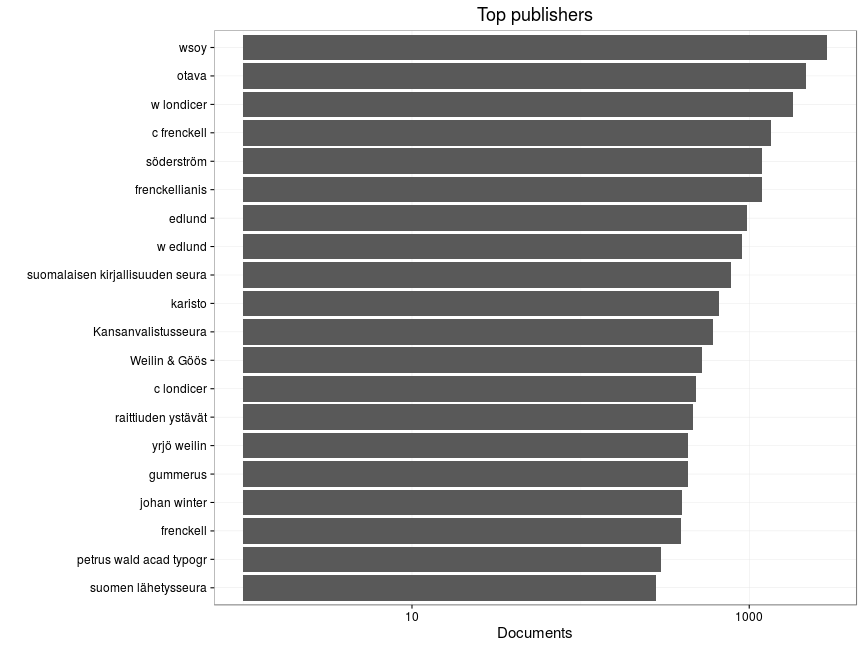 Top publishers
wsoy
otava
w londicer
c frenckell
söderström
frenckellianis
edlund
w edlund
suomalaisen kirjallisuuden seura
karisto
Kansanvalistusseura
Weilin & Göös
c londicer
raittiuden ystävät
yrjö weilin
gummerus
johan winter
frenckell
petrus wald acad typogr
suomen lähetysseura
10 1000
Documents